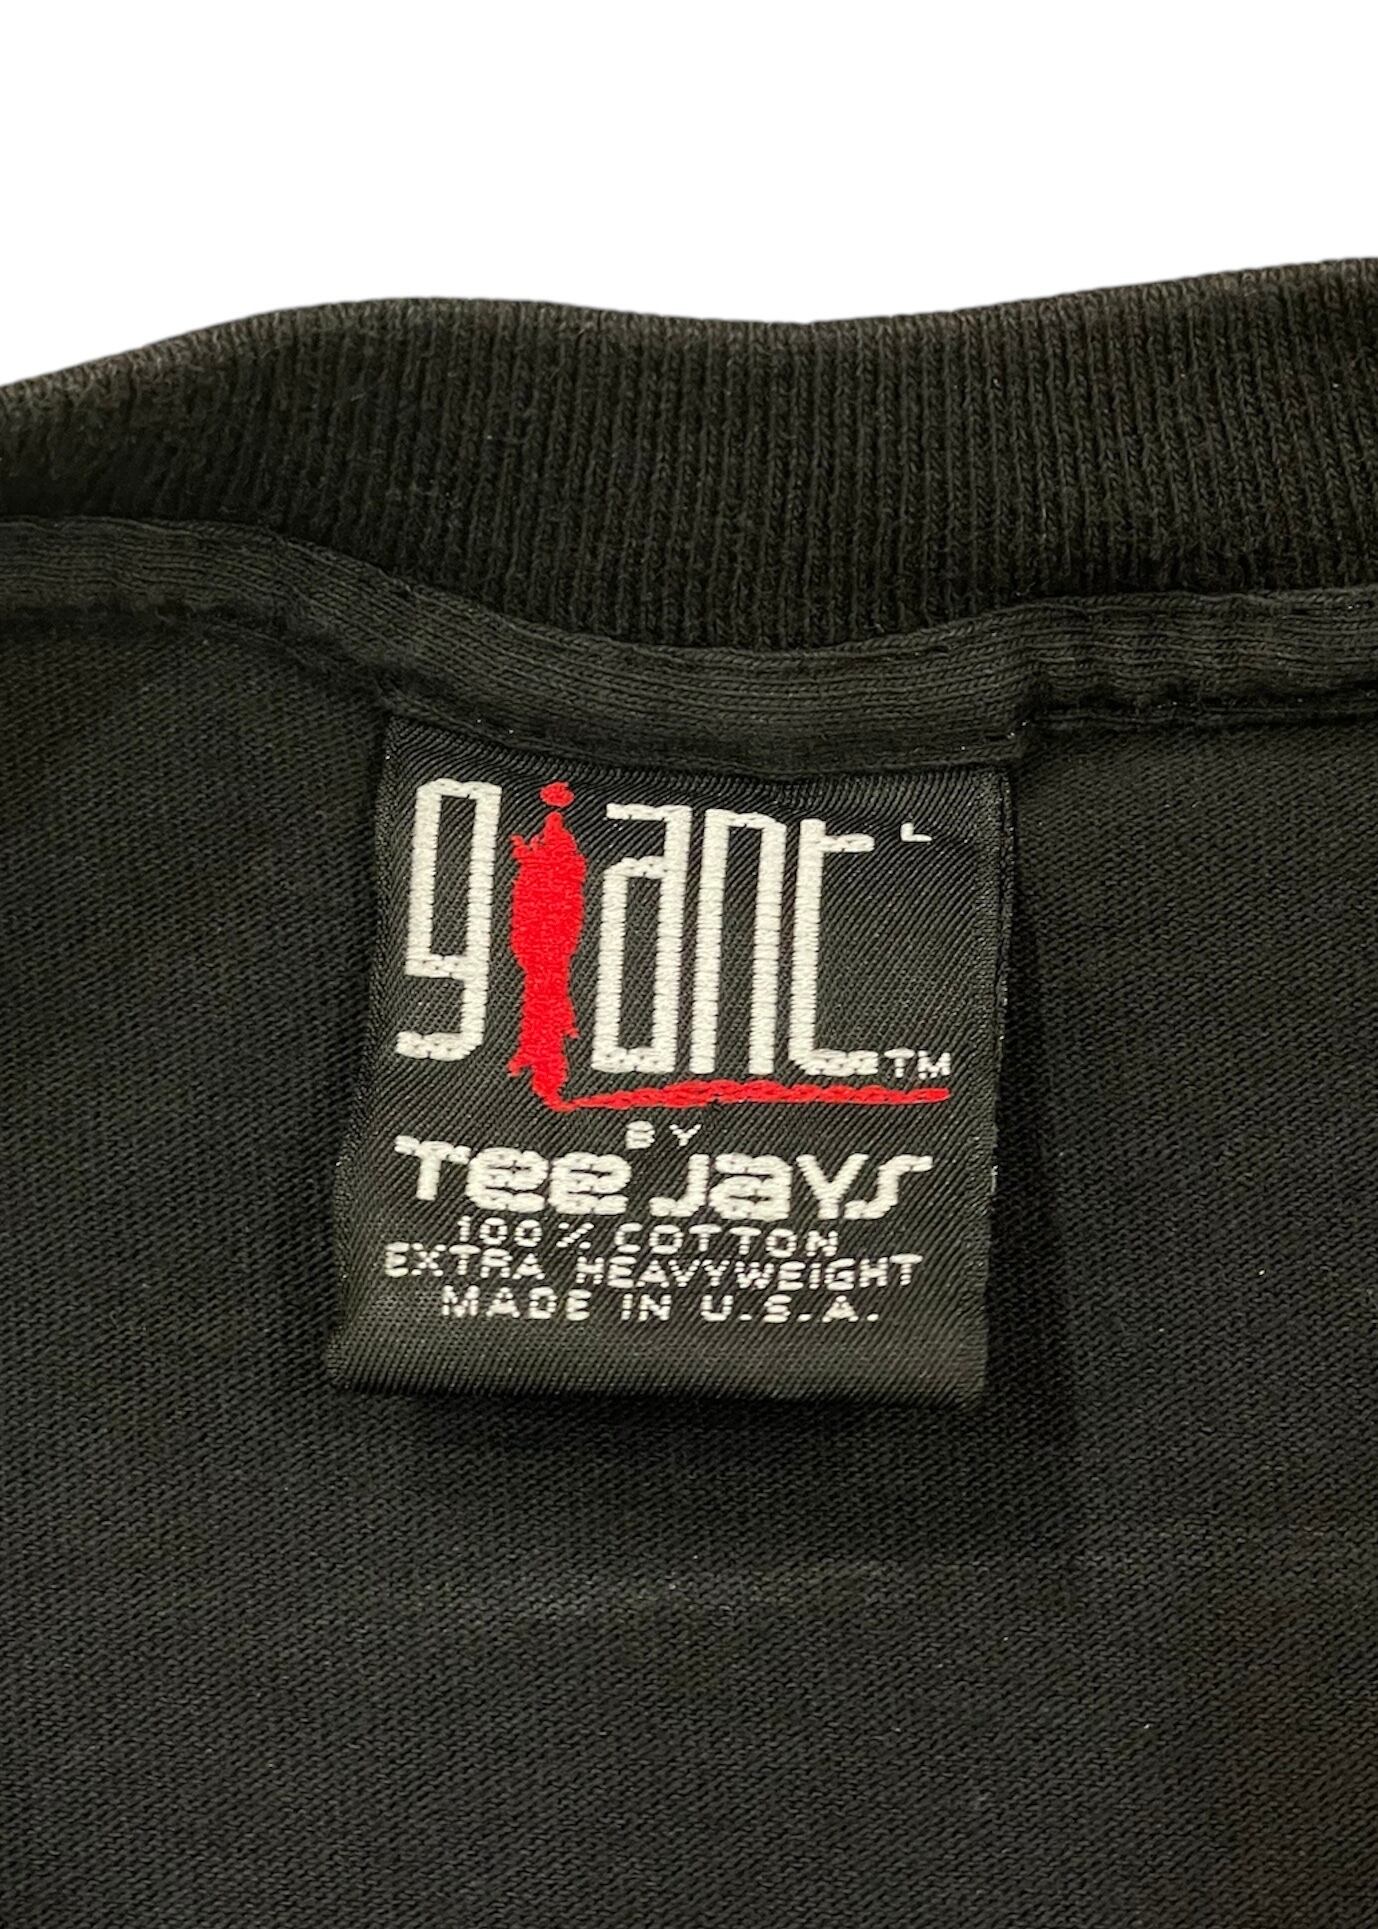 giant L
TM
BY
Tee Jays
100% COTTON
EXTRA HEAVYWEIGHT
MADE IN U.S.A.